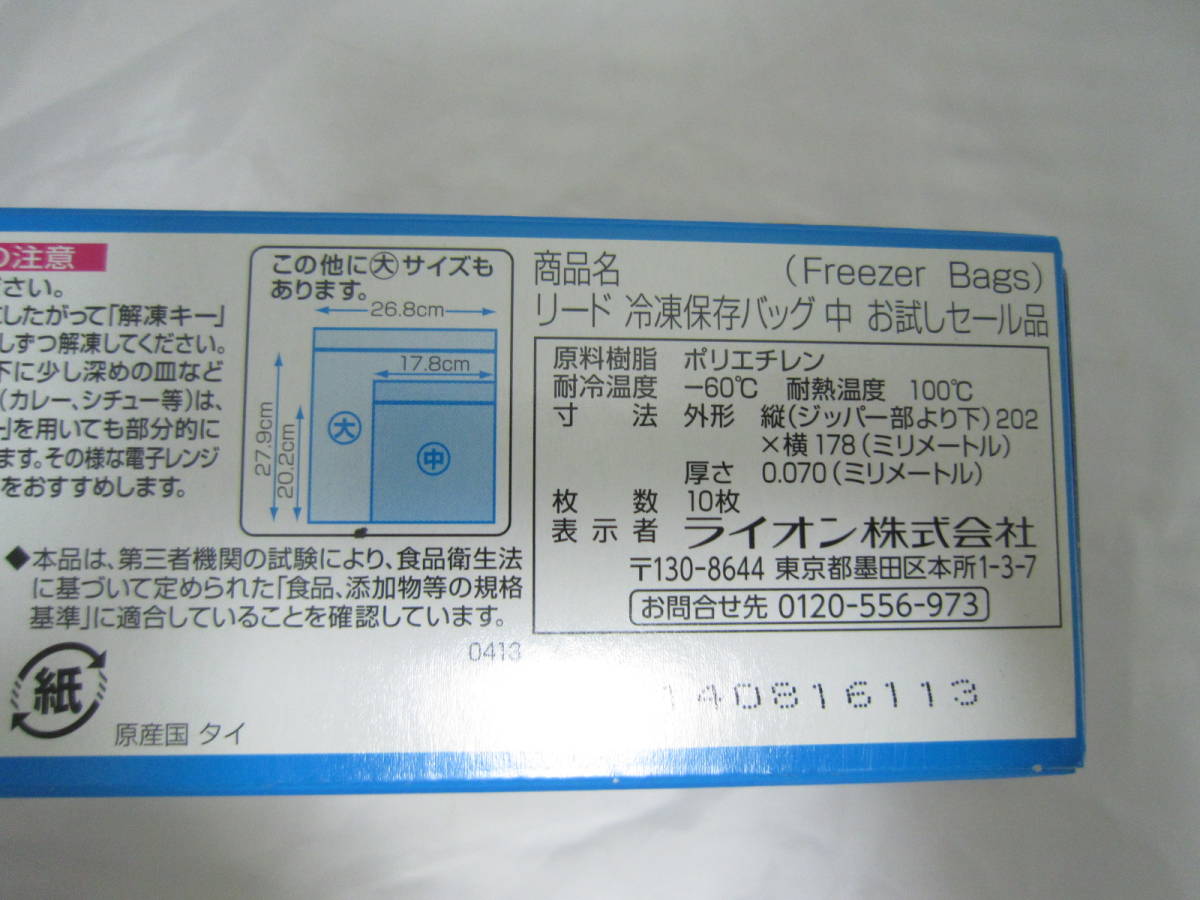 の注意
ださい。
にしたがって「解凍キー」
しずつ解凍してください。
下に少し深めの皿など
(カレー、シチュー等)は、
」を用いても部分的に
ます。その様な電子レンジ
をおすすめします。
この他に大サイズも
あります。
26.8cm
17.8cm
27.9cm
20.2cm
大
中
◆本品は、第三者機関の試験により、食品衛生法
に基づいて定められた「食品、添加物等の規格
基準」に適合していることを確認しています。
0413
紙
原産国 タイ
商品名 (Freezer Bags)
リード 冷凍保存バッグ 中 お試しセール品
原料樹脂 ポリエチレン
耐冷温度 −60℃ 耐熱温度 100℃
寸法 外形 縦(ジッパー部より下)202
×横178(ミリメートル)
厚さ 0.070(ミリメートル)
枚数 10枚
表示者 ライオン株式会社
〒130-8644 東京都墨田区本所1-3-7
お問合せ先 0120-556-973
140816113